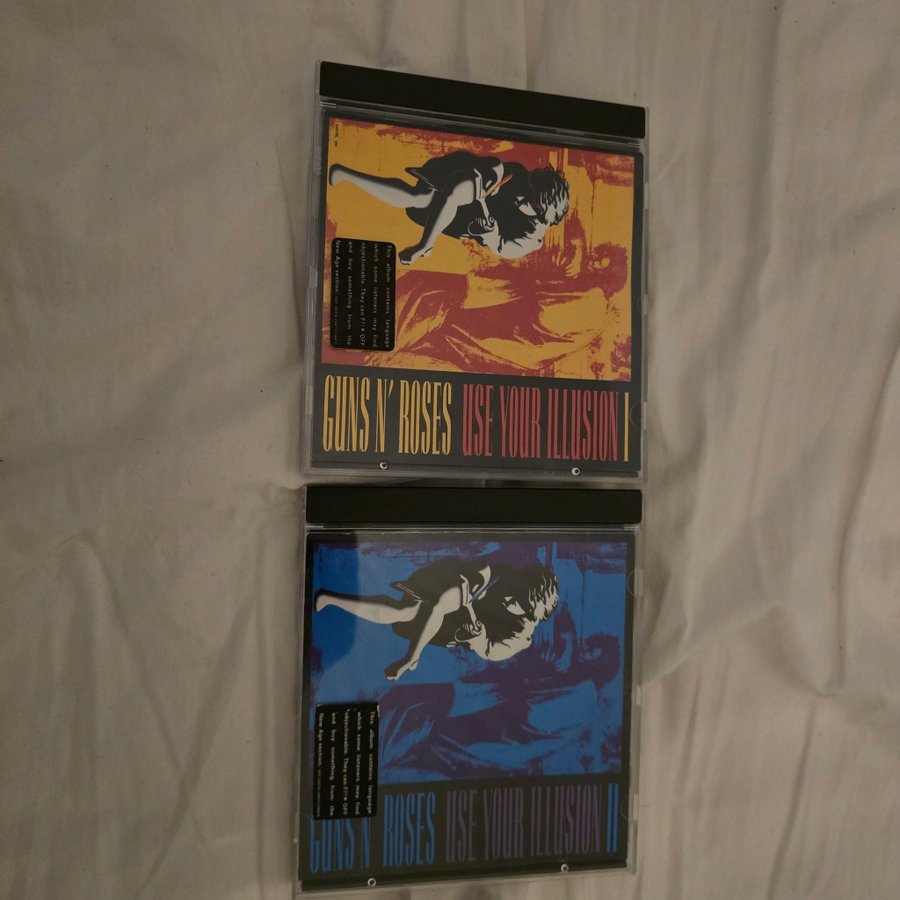 This album contains language
which some listeners may find
objectionable. They can F?!* OFF
and buy something from the
New Age section.
GUNS N' ROSES USE YOUR ILLUSION I
This album contains language
which some listeners may find
objectionable. They can F?!* OFF
and buy something from the
New Age section.
GUNS N' ROSES USE YOUR ILLUSION II